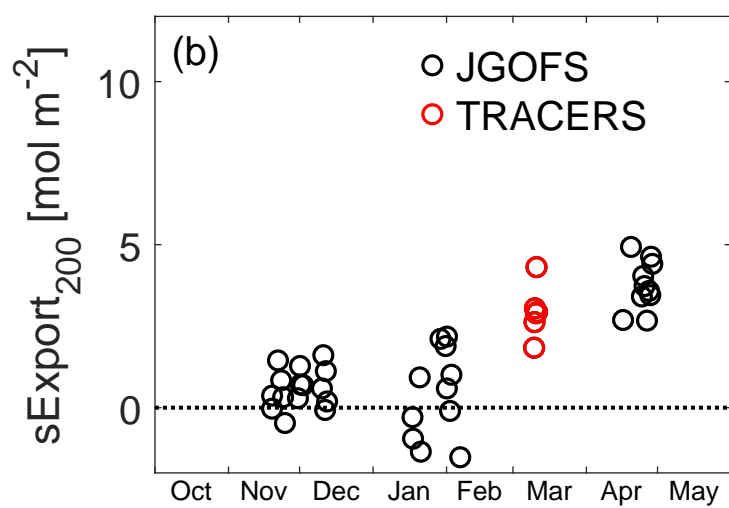 (b)
JGOFS
TRACERS
sExport₂₀₀ [mol m⁻²]
10
5
0
Oct Nov Dec Jan Feb Mar Apr May